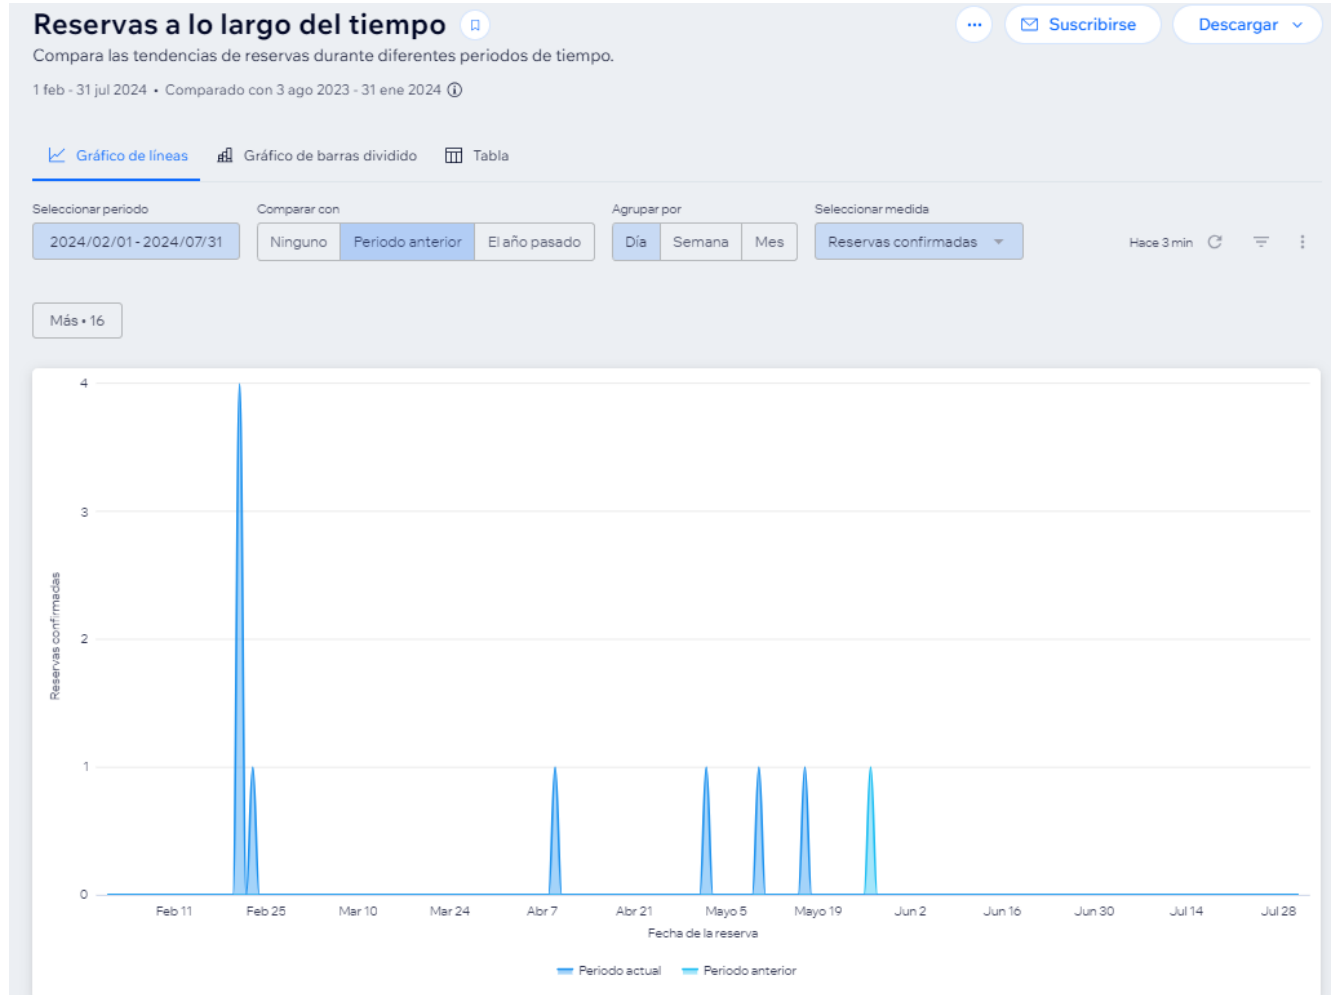 Reservas a lo largo del tiempo
... Suscribirse Descargar
Compara las tendencias de reservas durante diferentes periodos de tiempo.
1 feb - 31 jul 2024 • Comparado con 3 ago 2023 - 31 ene 2024
Gráfico de líneas Gráfico de barras dividido Tabla
Seleccionar periodo Comparar con Agrupar por Seleccionar medida
2024/02/01 - 2024/07/31 Ninguno Periodo anterior El año pasado Día Semana Mes Reservas confirmadas Hace 3 min
Más • 16
4
3
2
1
0
Reservas confirmadas
Feb 11 Feb 25 Mar 10 Mar 24 Abr 7 Abr 21 Mayo 5 Mayo 19 Jun 2 Jun 16 Jun 30 Jul 14 Jul 28
Fecha de la reserva
Periodo actual Periodo anterior